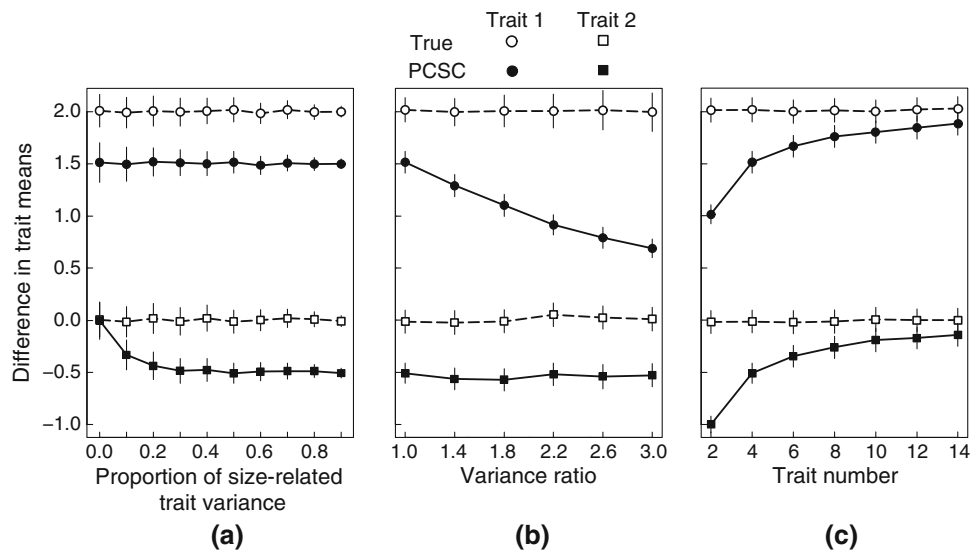 Trait 1 Trait 2
True
PCSC
Difference in trait means
2.0
1.5
1.0
0.5
0.0
−0.5
−1.0
0.0 0.2 0.4 0.6 0.8
Proportion of size-related
trait variance
(a)
1.0 1.4 1.8 2.2 2.6 3.0
Variance ratio
(b)
2 4 6 8 10 12 14
Trait number
(c)